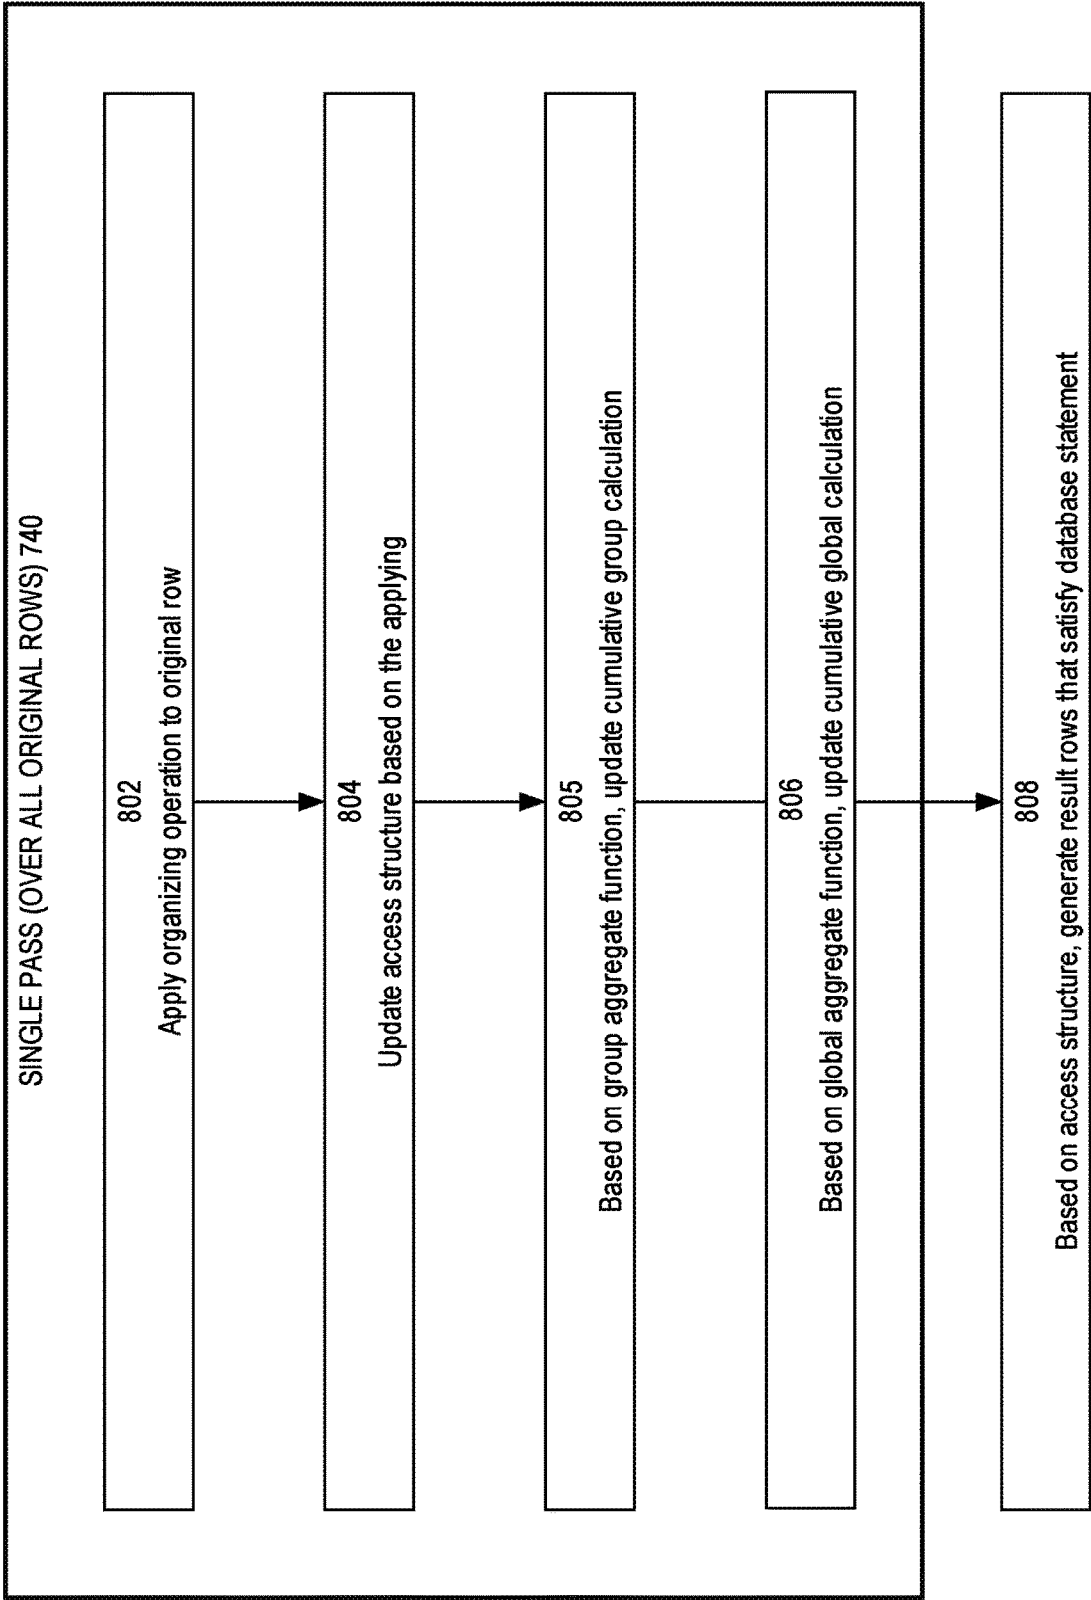 SINGLE PASS (OVER ALL ORIGINAL ROWS) 740
802
Apply organizing operation to original row
804
Update access structure based on the applying
805
Based on group aggregate function, update cumulative group calculation
806
Based on global aggregate function, update cumulative global calculation
808
Based on access structure, generate result rows that satisfy database statement